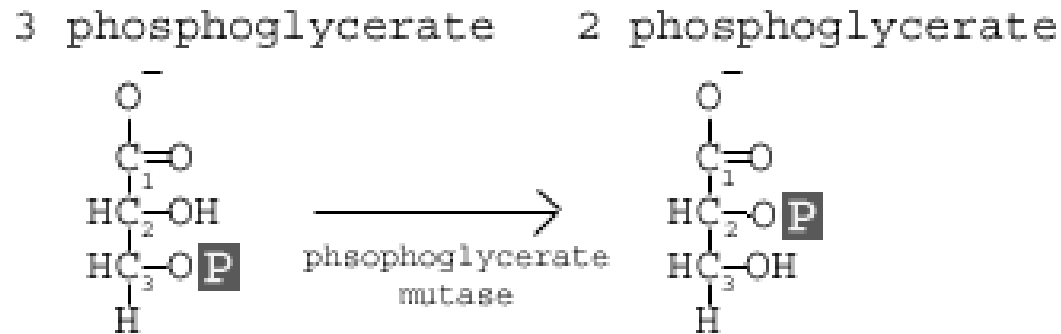 3 phosphoglycerate 2 phosphoglycerate
O− O−
C=O C=O
1 1
HC—OH HC—O P
2 2
HC—O P HC—OH
3 3
H H
phsophoglycerate
mutase